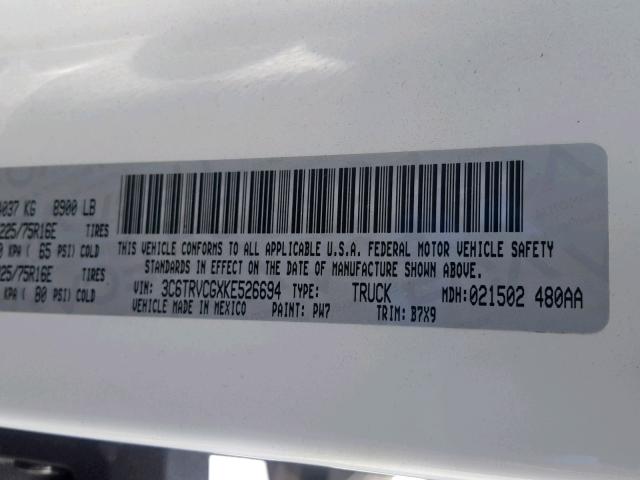 4037 KG 8900 LB
225/75R16E TIRES
KPA ( 65 PSI) COLD
225/75R16E TIRES
KPA ( 80 PSI) COLD
THIS VEHICLE CONFORMS TO ALL APPLICABLE U.S.A. FEDERAL MOTOR VEHICLE SAFETY
STANDARDS IN EFFECT ON THE DATE OF MANUFACTURE SHOWN ABOVE.
VIN: 3C6TRVCGXKE526694 TYPE: TRUCK MDH:021502 480AA
VEHICLE MADE IN MEXICO PAINT: PW7 TRIM: B7X9